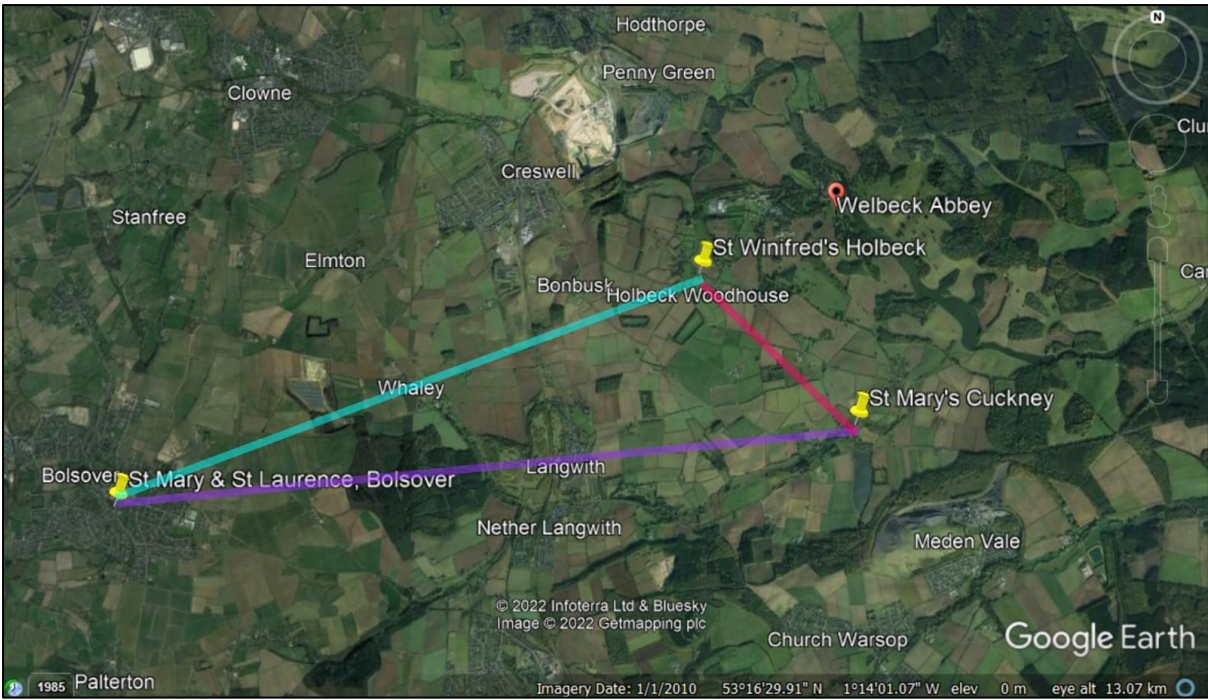 Hodthorpe
N
Penny Green
Clowne
Clu
Creswell
Welbeck Abbey
Stanfree
St Winifred's Holbeck
Elmton
Ca
Bonbusk
Holbeck Woodhouse
Whaley
St Mary's Cuckney
Langwith
Bolsover
St Mary & St Laurence, Bolsover
Nether Langwith
Meden Vale
© 2022 Infoterra Ltd & Bluesky
Image © 2022 Getmapping plc
Church Warsop
Google Earth
1985
Palterton
Imagery Date: 1/1/2010 53°16'29.91" N 1°14'01.07" W elev 0 m eye alt 13.07 km